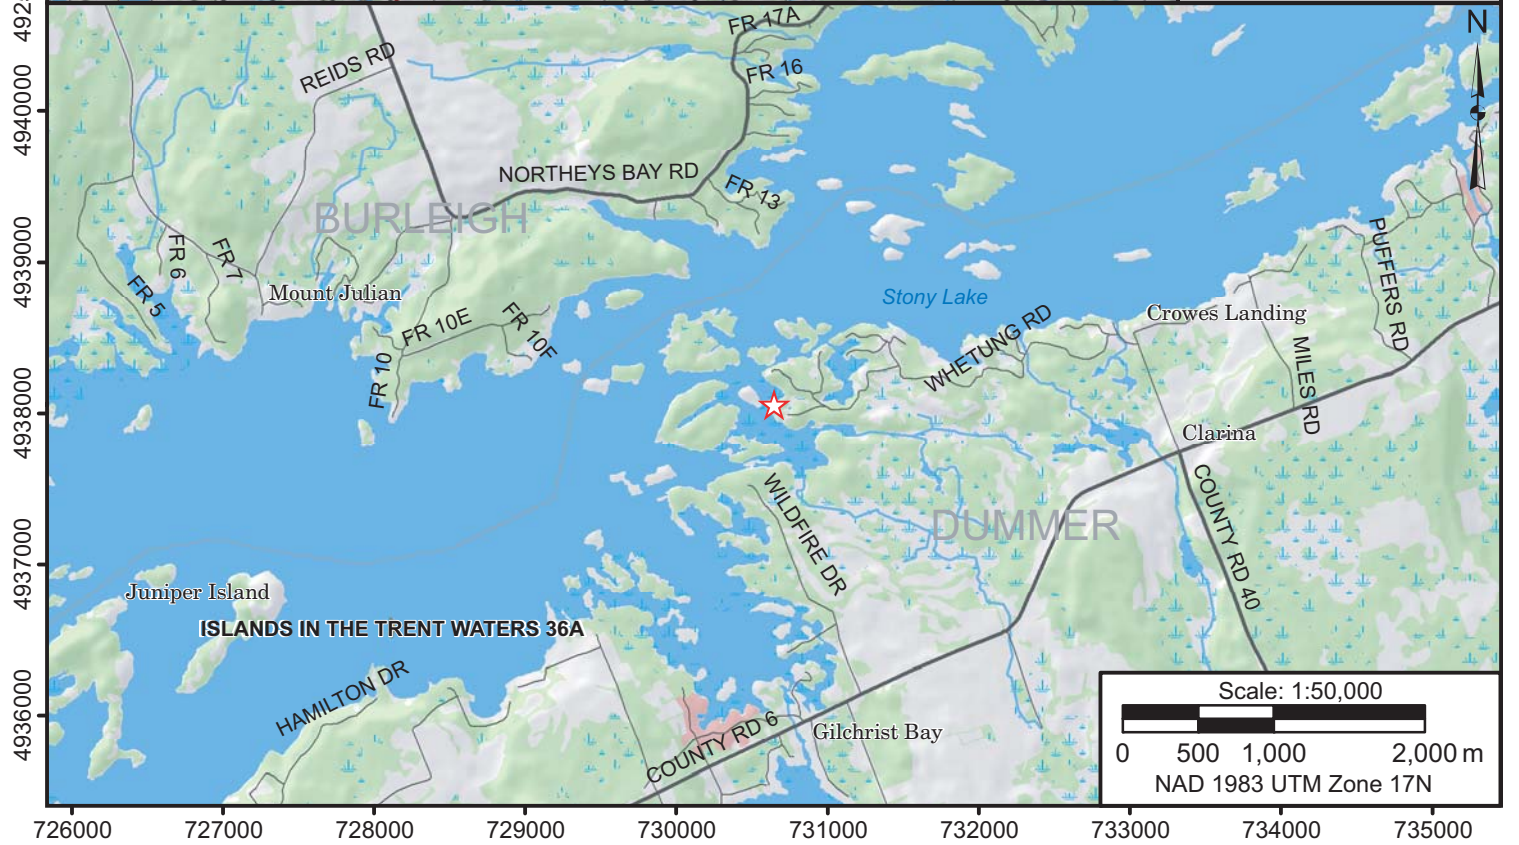 FR 17A
N
REIDS RD
FR 16
4940000
NORTHEYS BAY RD
FR 13
BURLEIGH
PUFFERS RD
4939000
FR 6
FR 7
FR 5
Mount Julian
Stony Lake
Crowes Landing
FR 10E
FR 10F
WHETUNG RD
MILES RD
FR 10
4938000
Clarina
WILDFIRE DR
COUNTY RD 40
DUMMER
4937000
Juniper Island
ISLANDS IN THE TRENT WATERS 36A
HAMILTON DR
4936000
COUNTY RD 6
Gilchrist Bay
Scale: 1:50,000
0 500 1,000 2,000 m
NAD 1983 UTM Zone 17N
726000 727000 728000 729000 730000 731000 732000 733000 734000 735000